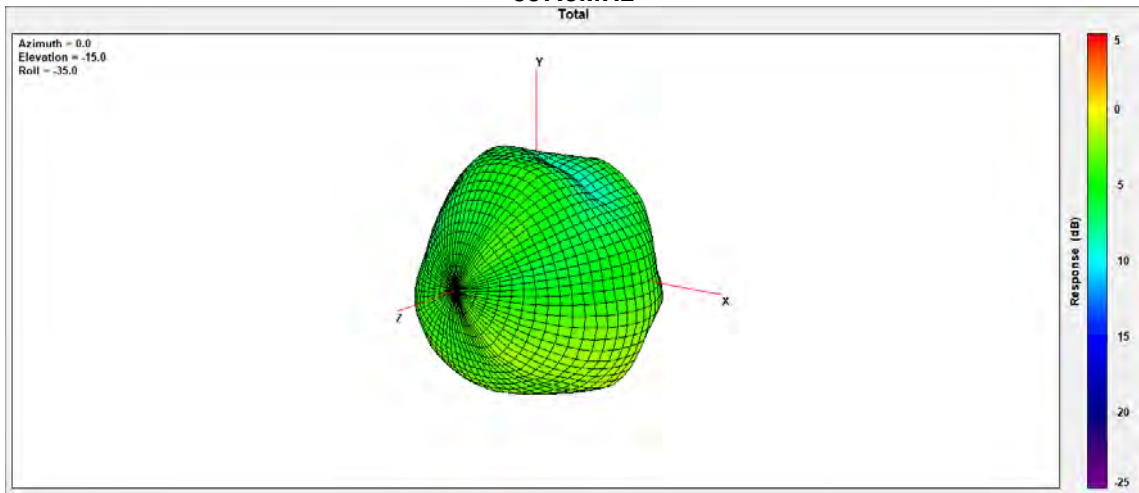 Total
Azimuth = 0.0
Elevation = -15.0
Roll = -35.0
Y
X
Z
5
0
-5
10
15
-20
-25
Response (dB)